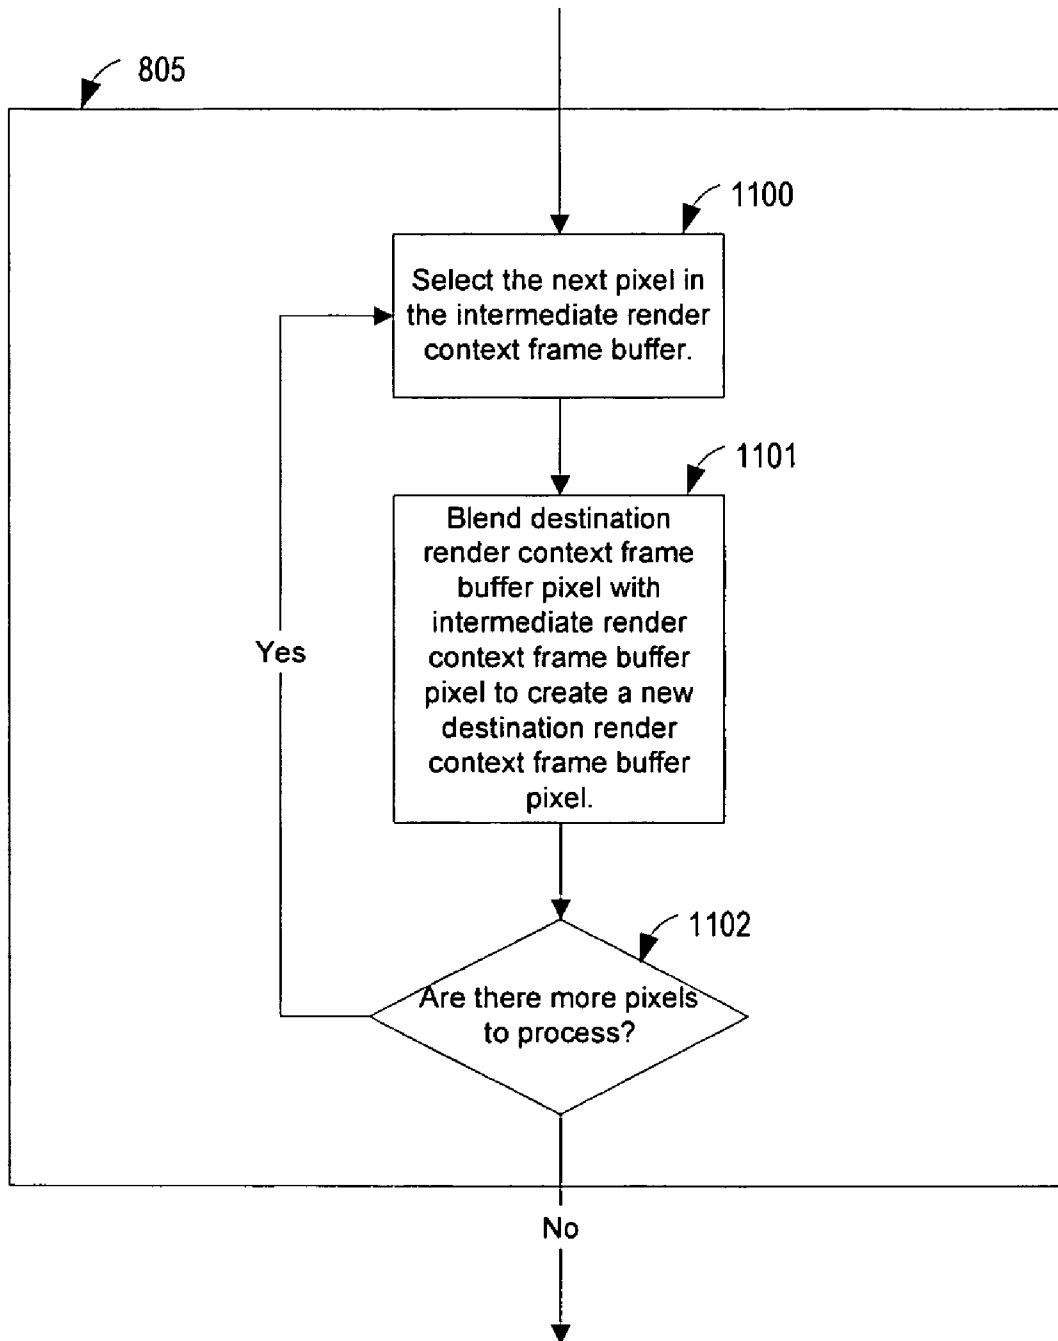 805
1100
Select the next pixel in
the intermediate render
context frame buffer.
1101
Blend destination
render context frame
buffer pixel with
intermediate render
context frame buffer
pixel to create a new
destination render
context frame buffer
pixel.
Yes
1102
Are there more pixels
to process?
No